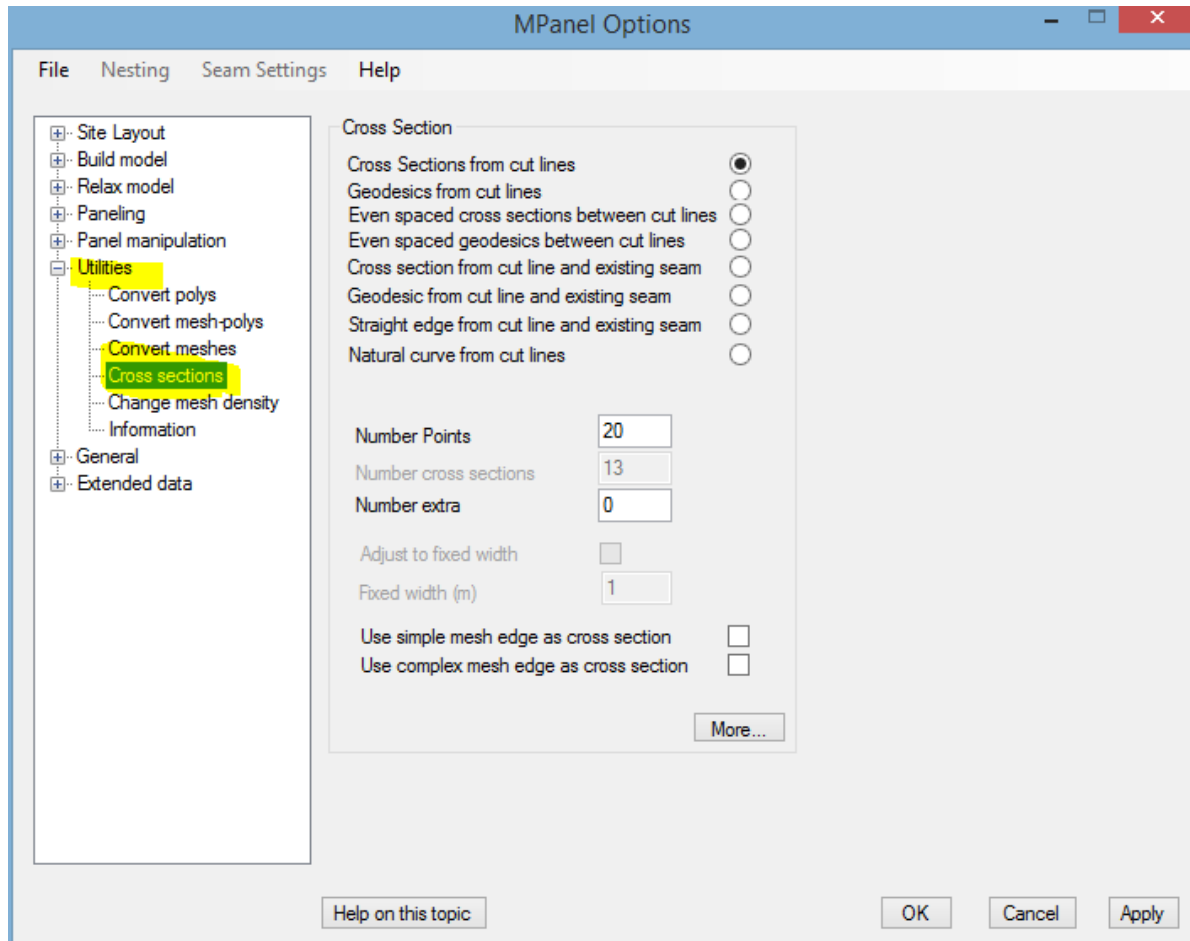 MPanel Options
File Nesting Seam Settings Help
Site Layout
Build model
Relax model
Paneling
Panel manipulation
Utilities
Convert polys
Convert mesh-polys
Convert meshes
Cross sections
Change mesh density
Information
General
Extended data
Cross Section
Cross Sections from cut lines
Geodesics from cut lines
Even spaced cross sections between cut lines
Even spaced geodesics between cut lines
Cross section from cut line and existing seam
Geodesic from cut line and existing seam
Straight edge from cut line and existing seam
Natural curve from cut lines
Number Points 20
Number cross sections 13
Number extra 0
Adjust to fixed width
Fixed width (m) 1
Use simple mesh edge as cross section
Use complex mesh edge as cross section
More...
Help on this topic OK Cancel Apply